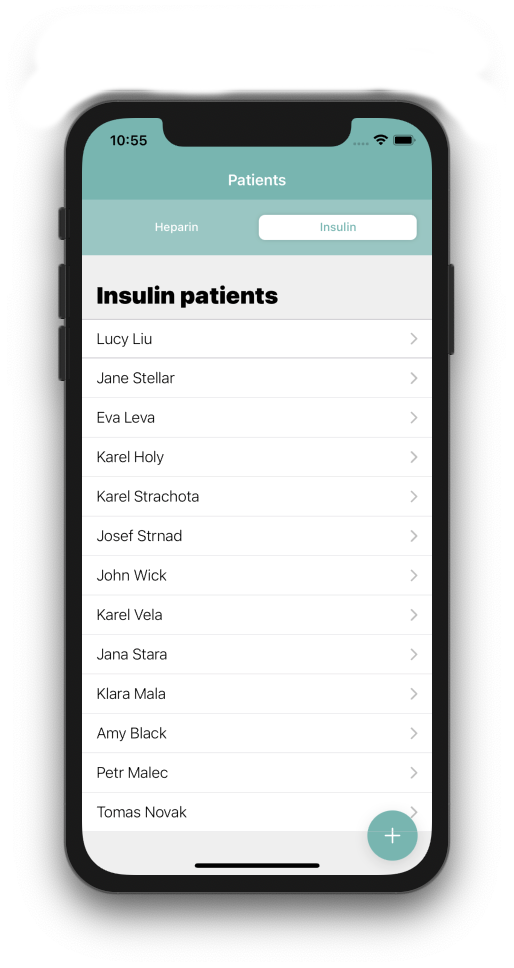 10:55
Patients
Heparin Insulin
Insulin patients
Lucy Liu
Jane Stellar
Eva Leva
Karel Holy
Karel Strachota
Josef Strnad
John Wick
Karel Vela
Jana Stara
Klara Mala
Amy Black
Petr Malec
Tomas Novak